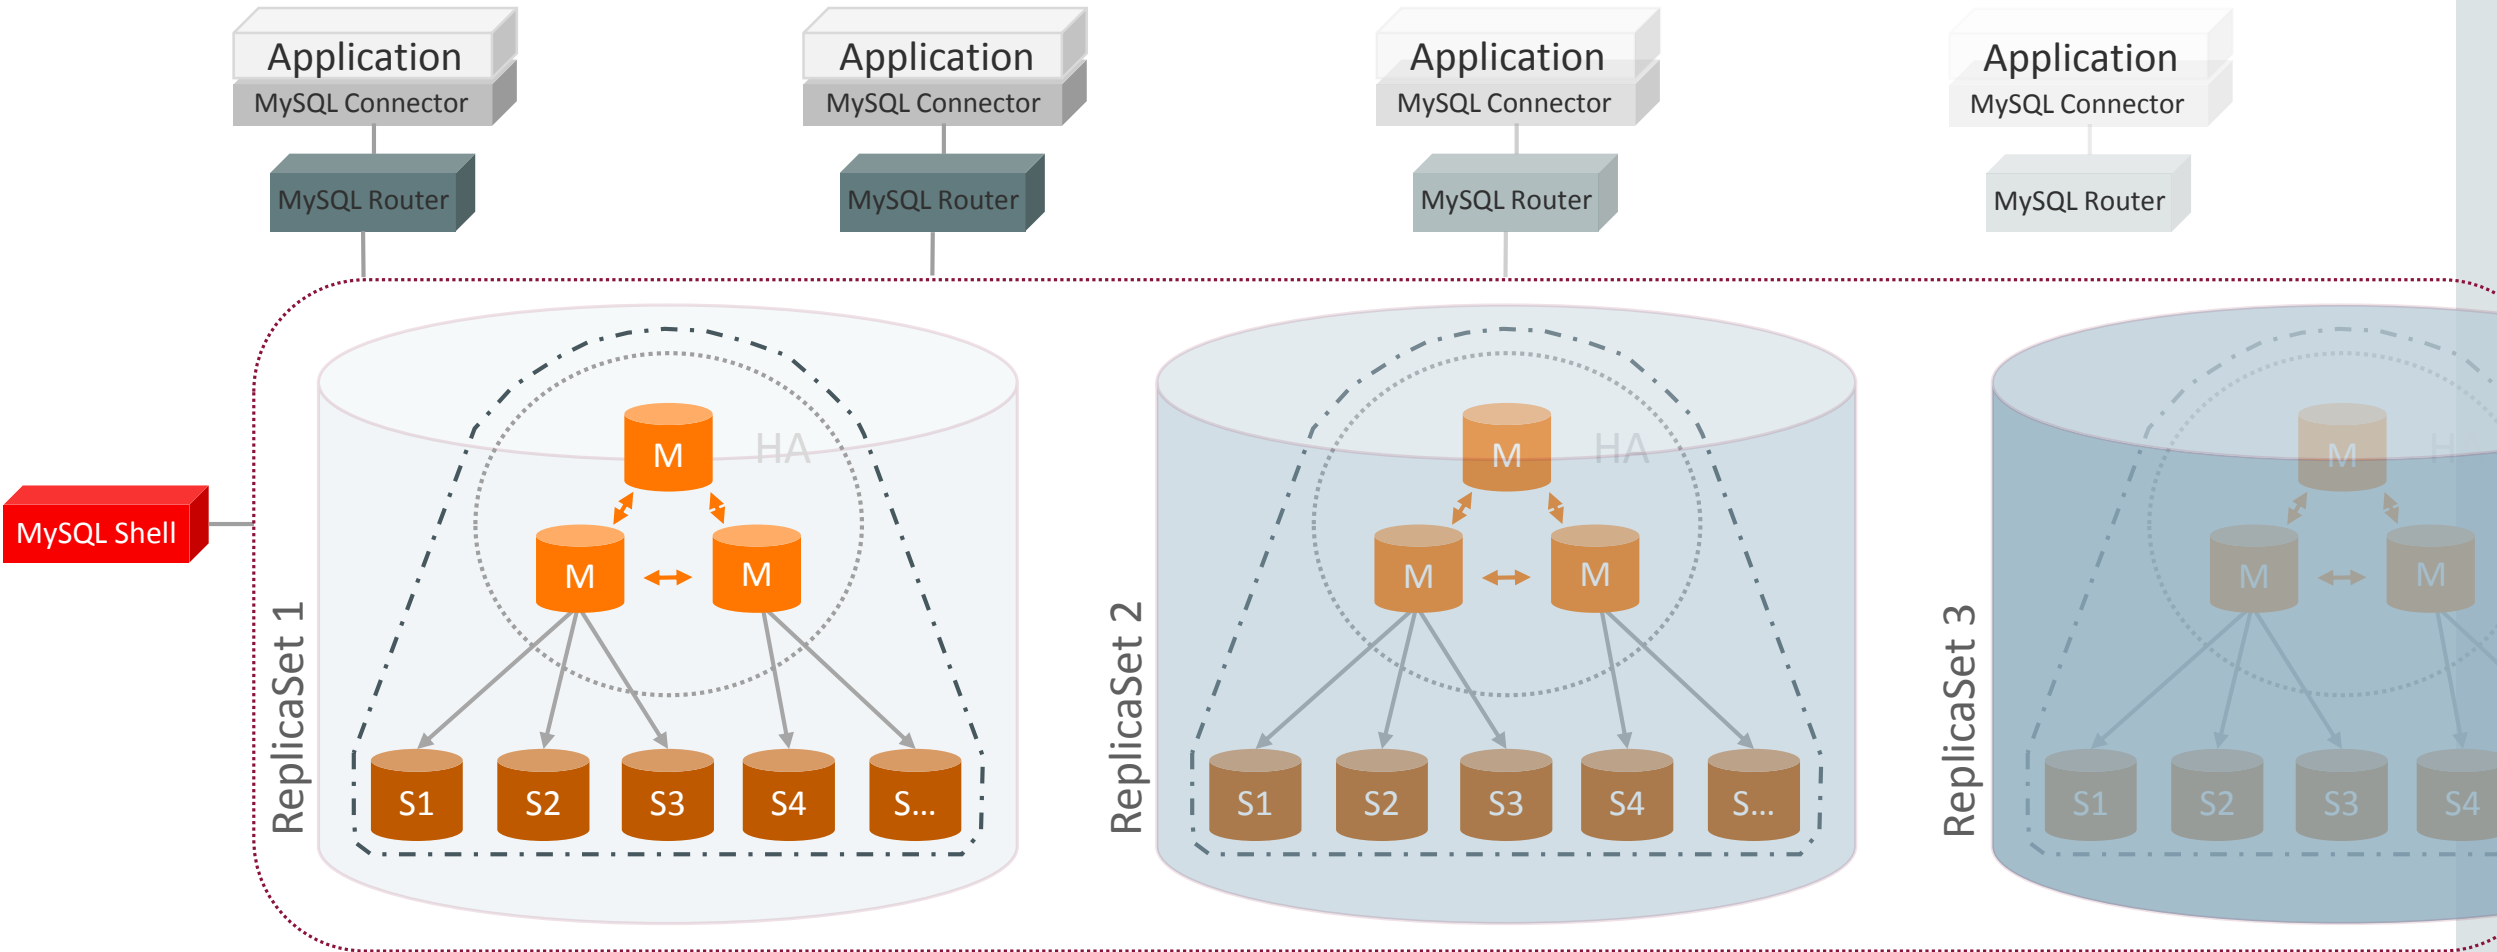 Application
MySQL Connector
MySQL Router
Application
MySQL Connector
MySQL Router
Application
MySQL Connector
MySQL Router
Application
MySQL Connector
MySQL Router
MySQL Shell
ReplicaSet 1
HA
M
M
M
S1
S2
S3
S4
S...
ReplicaSet 2
HA
M
M
M
S1
S2
S3
S4
S...
ReplicaSet 3
H
M
M
M
S1
S2
S3
S4